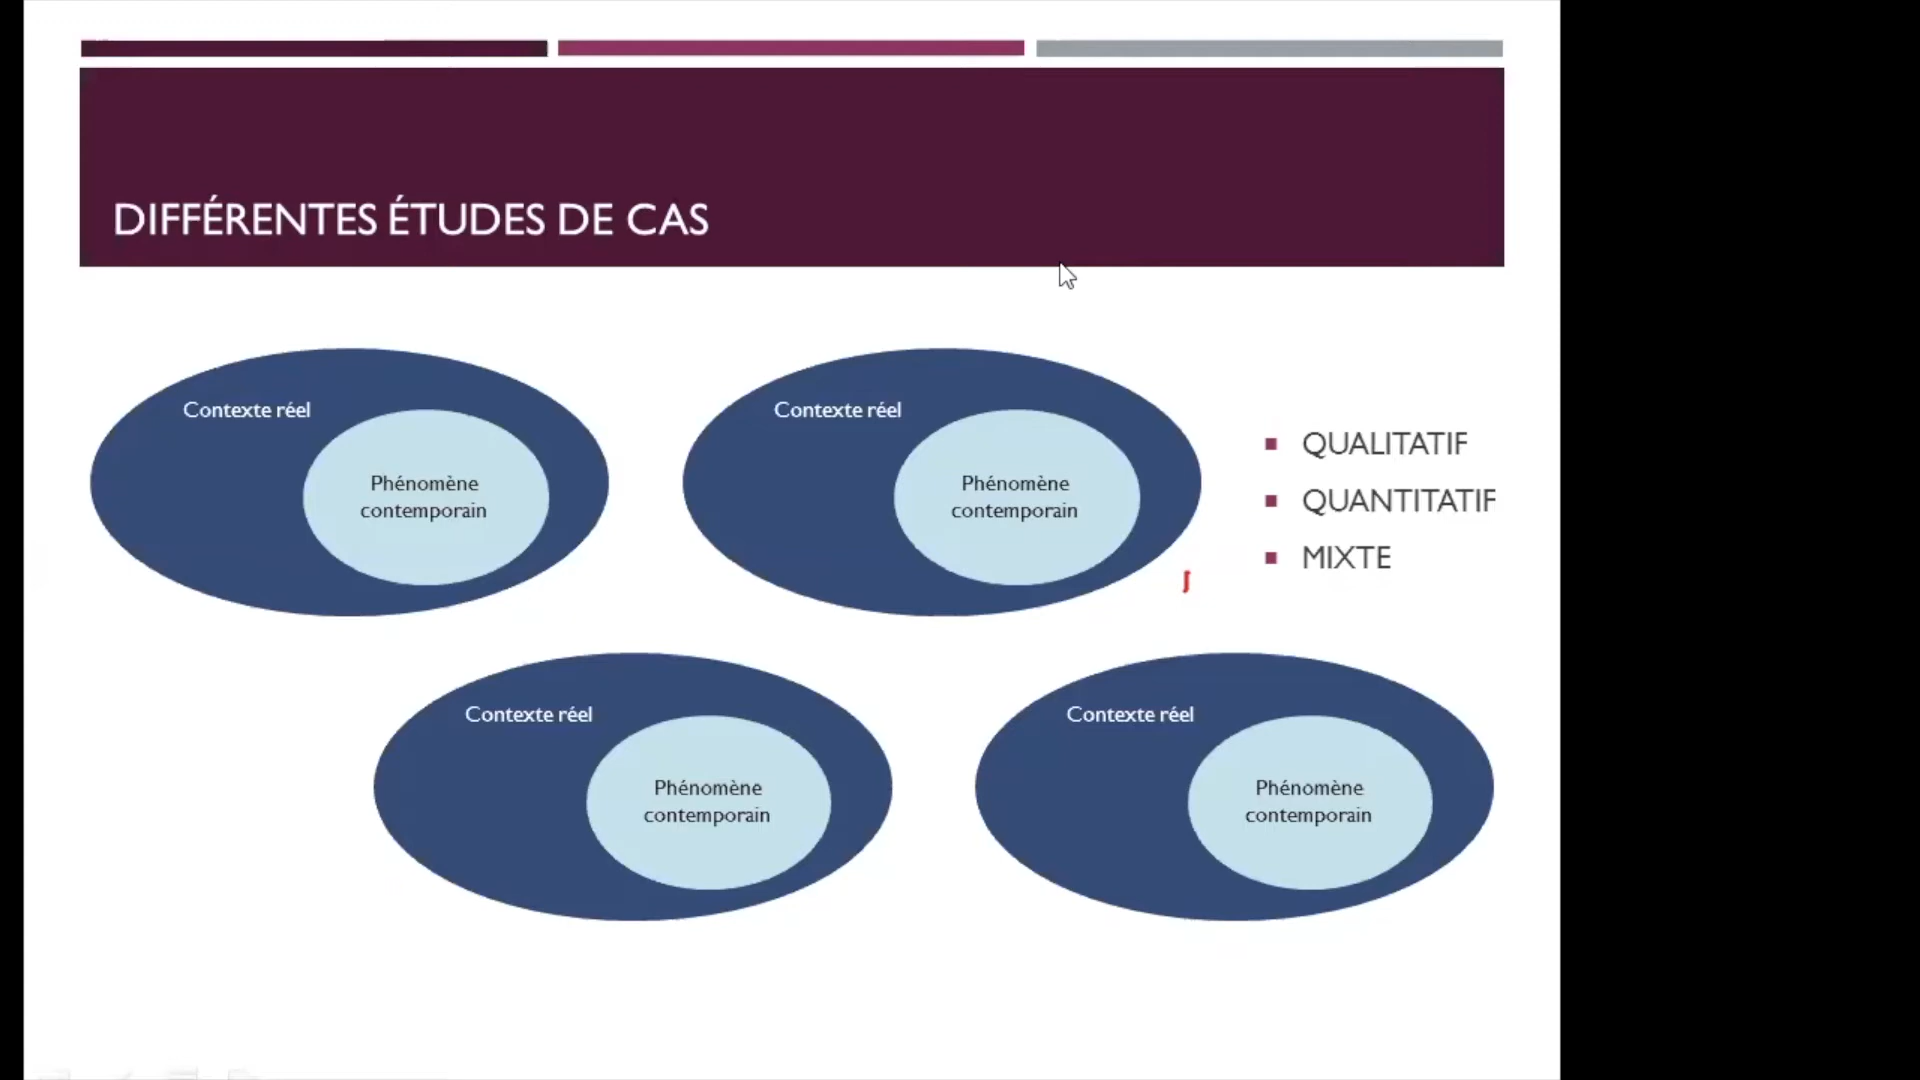 DIFFÉRENTES ÉTUDES DE CAS
Contexte réel
Phénomène
contemporain
Contexte réel
Phénomène
contemporain
QUALITATIF
QUANTITATIF
MIXTE
Contexte réel
Phénomène
contemporain
Contexte réel
Phénomène
contemporain